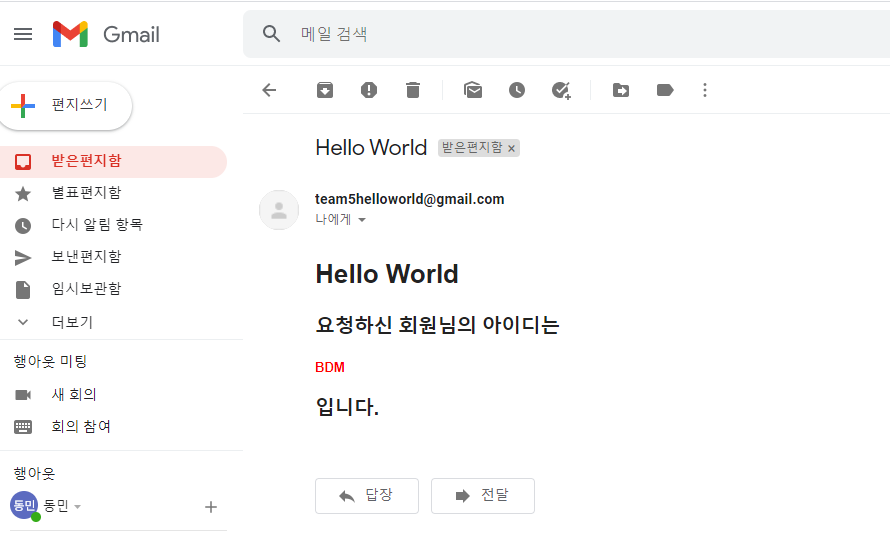 Gmail
메일 검색
편지쓰기
받은편지함
별표편지함
다시 알림 항목
보낸편지함
임시보관함
더보기
행아웃 미팅
새 회의
회의 참여
행아웃
동민 동민
Hello World 받은편지함 ×
team5helloworld@gmail.com
나에게
Hello World
요청하신 회원님의 아이디는
BDM
입니다.
답장 전달